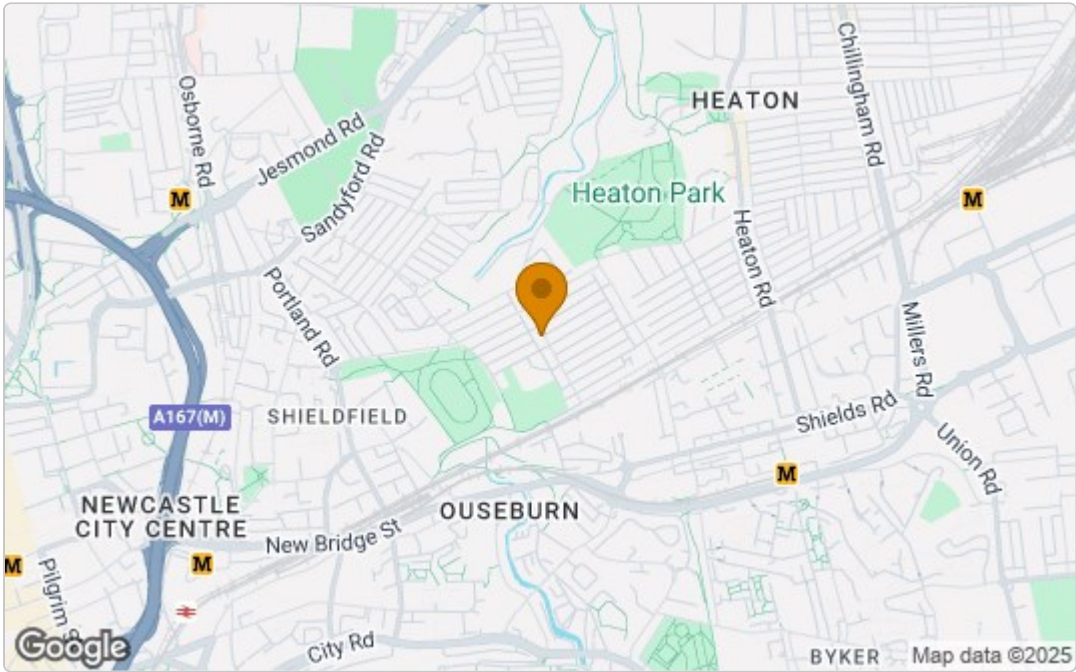 Osborne Rd
Jesmond Rd
Sandyford Rd
HEATON
Chillingham Rd
M
Heaton Park
M
Heaton Rd
Portland Rd
Millers Rd
A167(M)
SHIELDFIELD
Shields Rd
Union Rd
M
NEWCASTLE
CITY CENTRE
OUSEBURN
New Bridge St
M
M
Pilgrim S
City Rd
BYKER
Google
Map data ©2025